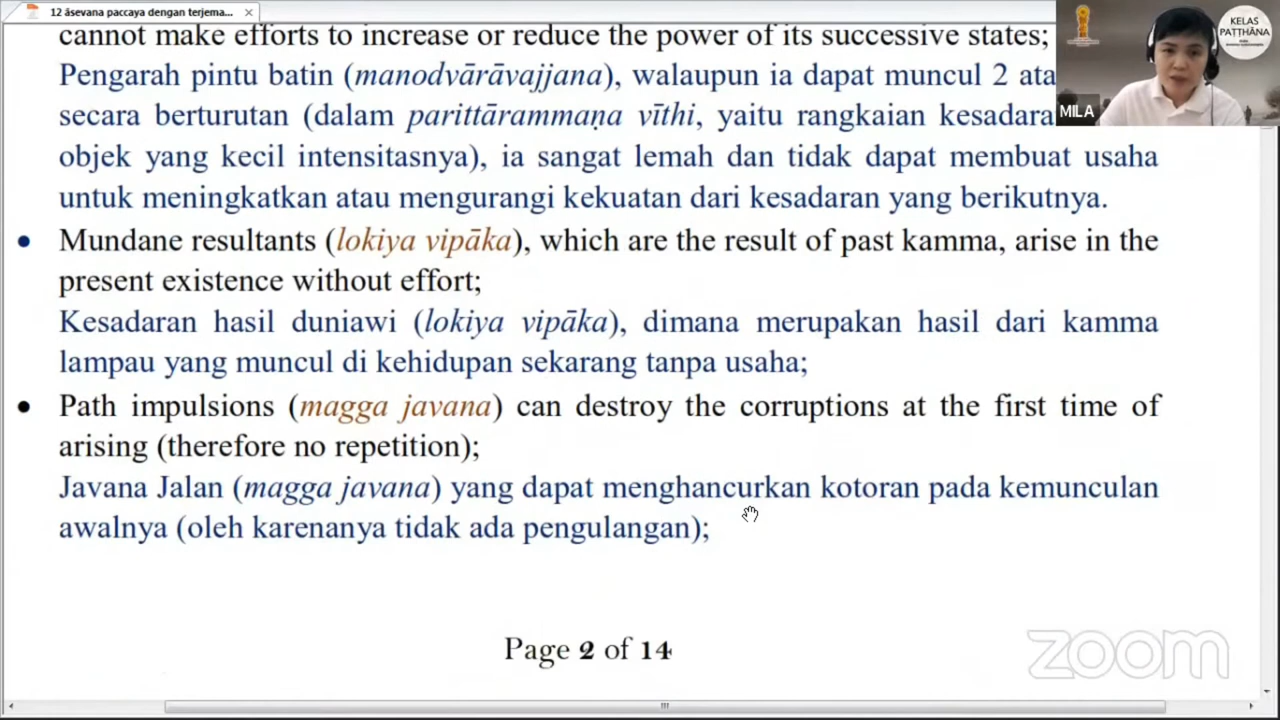 12 āsevana paccaya dengan terjema...
cannot make efforts to increase or reduce the power of its successive states;
Pengarah pintu batin (manodvārāvajjana), walaupun ia dapat muncul 2 ata
secara berturutan (dalam parittārammaṇa vīthi, yaitu rangkaian kesadara
objek yang kecil intensitasnya), ia sangat lemah dan tidak dapat membuat usaha
untuk meningkatkan atau mengurangi kekuatan dari kesadaran yang berikutnya.
• Mundane resultants (lokiya vipāka), which are the result of past kamma, arise in the
present existence without effort;
Kesadaran hasil duniawi (lokiya vipāka), dimana merupakan hasil dari kamma
lampau yang muncul di kehidupan sekarang tanpa usaha;
• Path impulsions (magga javana) can destroy the corruptions at the first time of
arising (therefore no repetition);
Javana Jalan (magga javana) yang dapat menghancurkan kotoran pada kemunculan
awalnya (oleh karenanya tidak ada pengulangan);
Page 2 of 14
MILA
KELAS
PAṬṬHĀNA
zoom